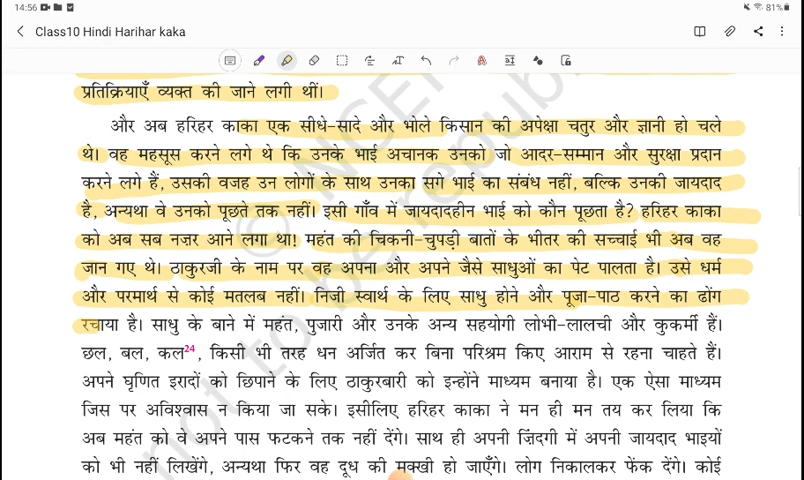 14:56
81%
Class10 Hindi Harihar kaka
प्रतिक्रियाएँ व्यक्त की जाने लगी थीं।
और अब हरिहर काका एक सीधे-सादे और भोले किसान की अपेक्षा चतुर और ज्ञानी हो चले
थे। वह महसूस करने लगे थे कि उनके भाई अचानक उनको जो आदर-सम्मान और सुरक्षा प्रदान
करने लगे हैं, उसकी वजह उन लोगों के साथ उनका सगे भाई का संबंध नहीं, बल्कि उनकी जायदाद
है, अन्यथा वे उनको पूछते तक नहीं। इसी गाँव में जायदादहीन भाई को कौन पूछता है? हरिहर काका
को अब सब नज़र आने लगा था! महंत की चिकनी-चुपड़ी बातों के भीतर की सच्चाई भी अब वह
जान गए थे। ठाकुरजी के नाम पर वह अपना और अपने जैसे साधुओं का पेट पालता है। उसे धर्म
और परमार्थ से कोई मतलब नहीं। निजी स्वार्थ के लिए साधु होने और पूजा-पाठ करने का ढोंग
रचाया है। साधु के बाने में महंत, पुजारी और उनके अन्य सहयोगी लोभी-लालची और कुकर्मी हैं।
छल, बल, कल24, किसी भी तरह धन अर्जित कर बिना परिश्रम किए आराम से रहना चाहते हैं।
अपने घृणित इरादों को छिपाने के लिए ठाकुरबारी को इन्होंने माध्यम बनाया है। एक ऐसा माध्यम
जिस पर अविश्वास न किया जा सके। इसीलिए हरिहर काका ने मन ही मन तय कर लिया कि
अब महंत को वे अपने पास फटकने तक नहीं देंगे। साथ ही अपनी ज़िंदगी में अपनी जायदाद भाइयों
को भी नहीं लिखेंगे, अन्यथा फिर वह दूध की मक्खी हो जाएँगे। लोग निकालकर फेंक देंगे। कोई
© NCER
not to be republ